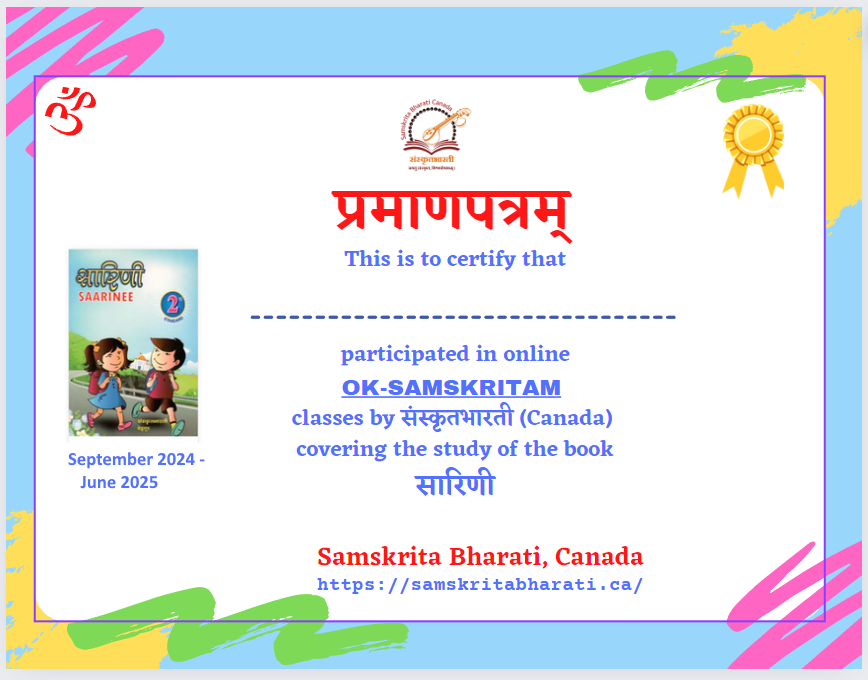 ॐ
Samskrita Bharati Canada
संस्कृतभारती
प्रमाणपत्रम्
This is to certify that
---------------------------------
सारिणी
SAARINEE
2
participated in online
OK-SAMSKRITAM
classes by संस्कृतभारती (Canada)
covering the study of the book
सारिणी
September 2024 -
June 2025
Samskrita Bharati, Canada
https://samskritabharati.ca/